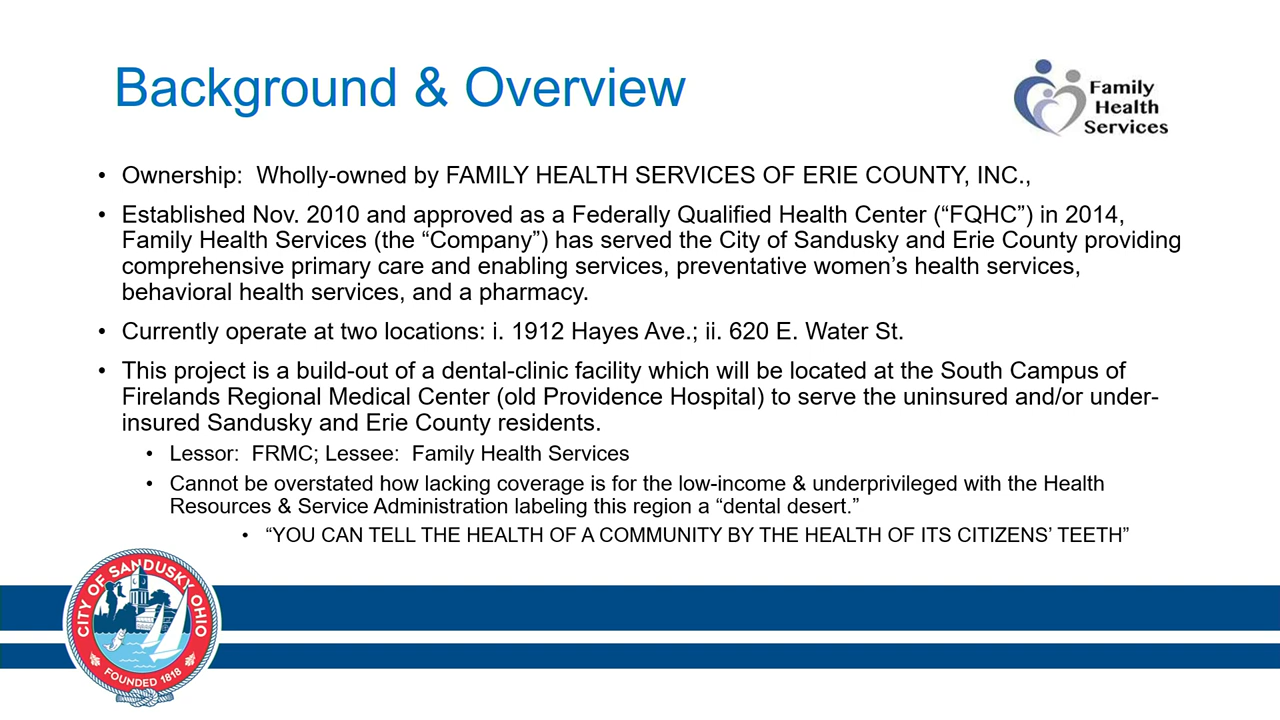 Background & Overview
Family
Health
Services
• Ownership:  Wholly-owned by FAMILY HEALTH SERVICES OF ERIE COUNTY, INC.,
• Established Nov. 2010 and approved as a Federally Qualified Health Center (“FQHC”) in 2014,
Family Health Services (the “Company”) has served the City of Sandusky and Erie County providing
comprehensive primary care and enabling services, preventative women’s health services,
behavioral health services, and a pharmacy.
• Currently operate at two locations: i. 1912 Hayes Ave.; ii. 620 E. Water St.
• This project is a build-out of a dental-clinic facility which will be located at the South Campus of
Firelands Regional Medical Center (old Providence Hospital) to serve the uninsured and/or under-
insured Sandusky and Erie County residents.
• Lessor:  FRMC; Lessee:  Family Health Services
• Cannot be overstated how lacking coverage is for the low-income & underprivileged with the Health
Resources & Service Administration labeling this region a “dental desert.”
• “YOU CAN TELL THE HEALTH OF A COMMUNITY BY THE HEALTH OF ITS CITIZENS’ TEETH”
CITY OF SANDUSKY OHIO
FOUNDED 1818